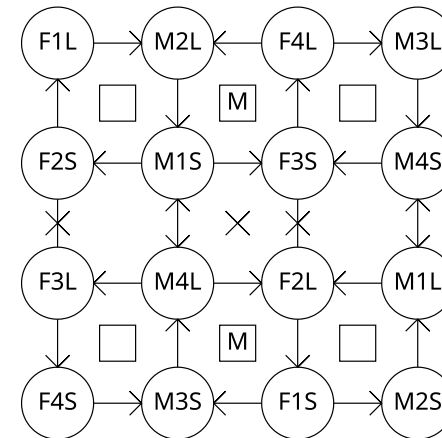 F1L M2L F4L M3L
M
F2S M1S F3S M4S
F3L M4L F2L M1L
M
F4S M3S F1S M2S